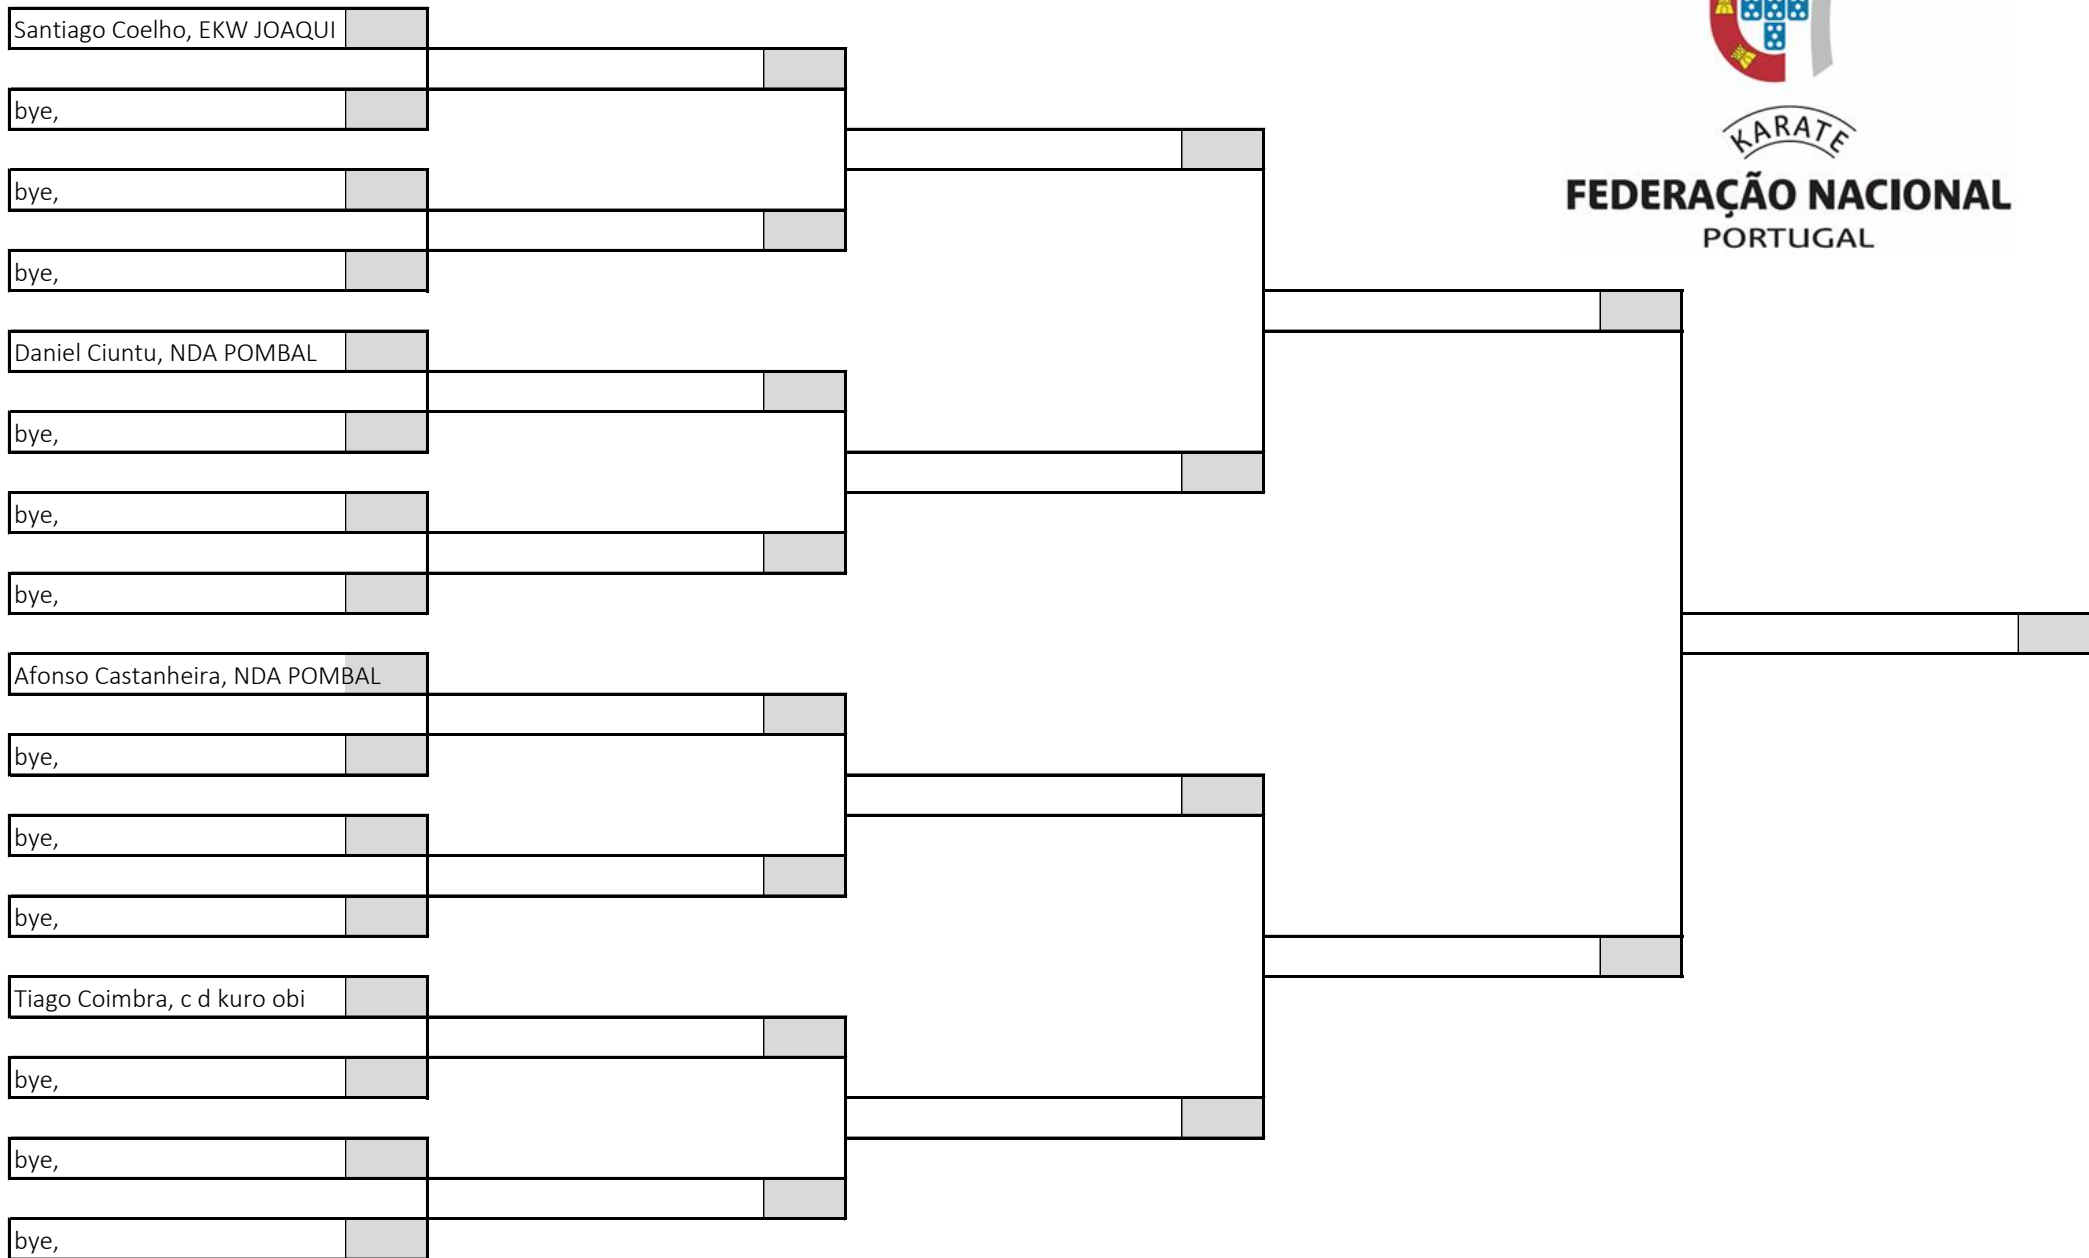 Santiago Coelho, EKW JOAQUI
bye,
bye,
bye,
Daniel Ciuntu, NDA POMBAL
bye,
bye,
bye,
Afonso Castanheira, NDA POMBAL
bye,
bye,
bye,
Tiago Coimbra, c d kuro obi
bye,
bye,
bye,
KARATE
FEDERAÇÃO NACIONAL
PORTUGAL